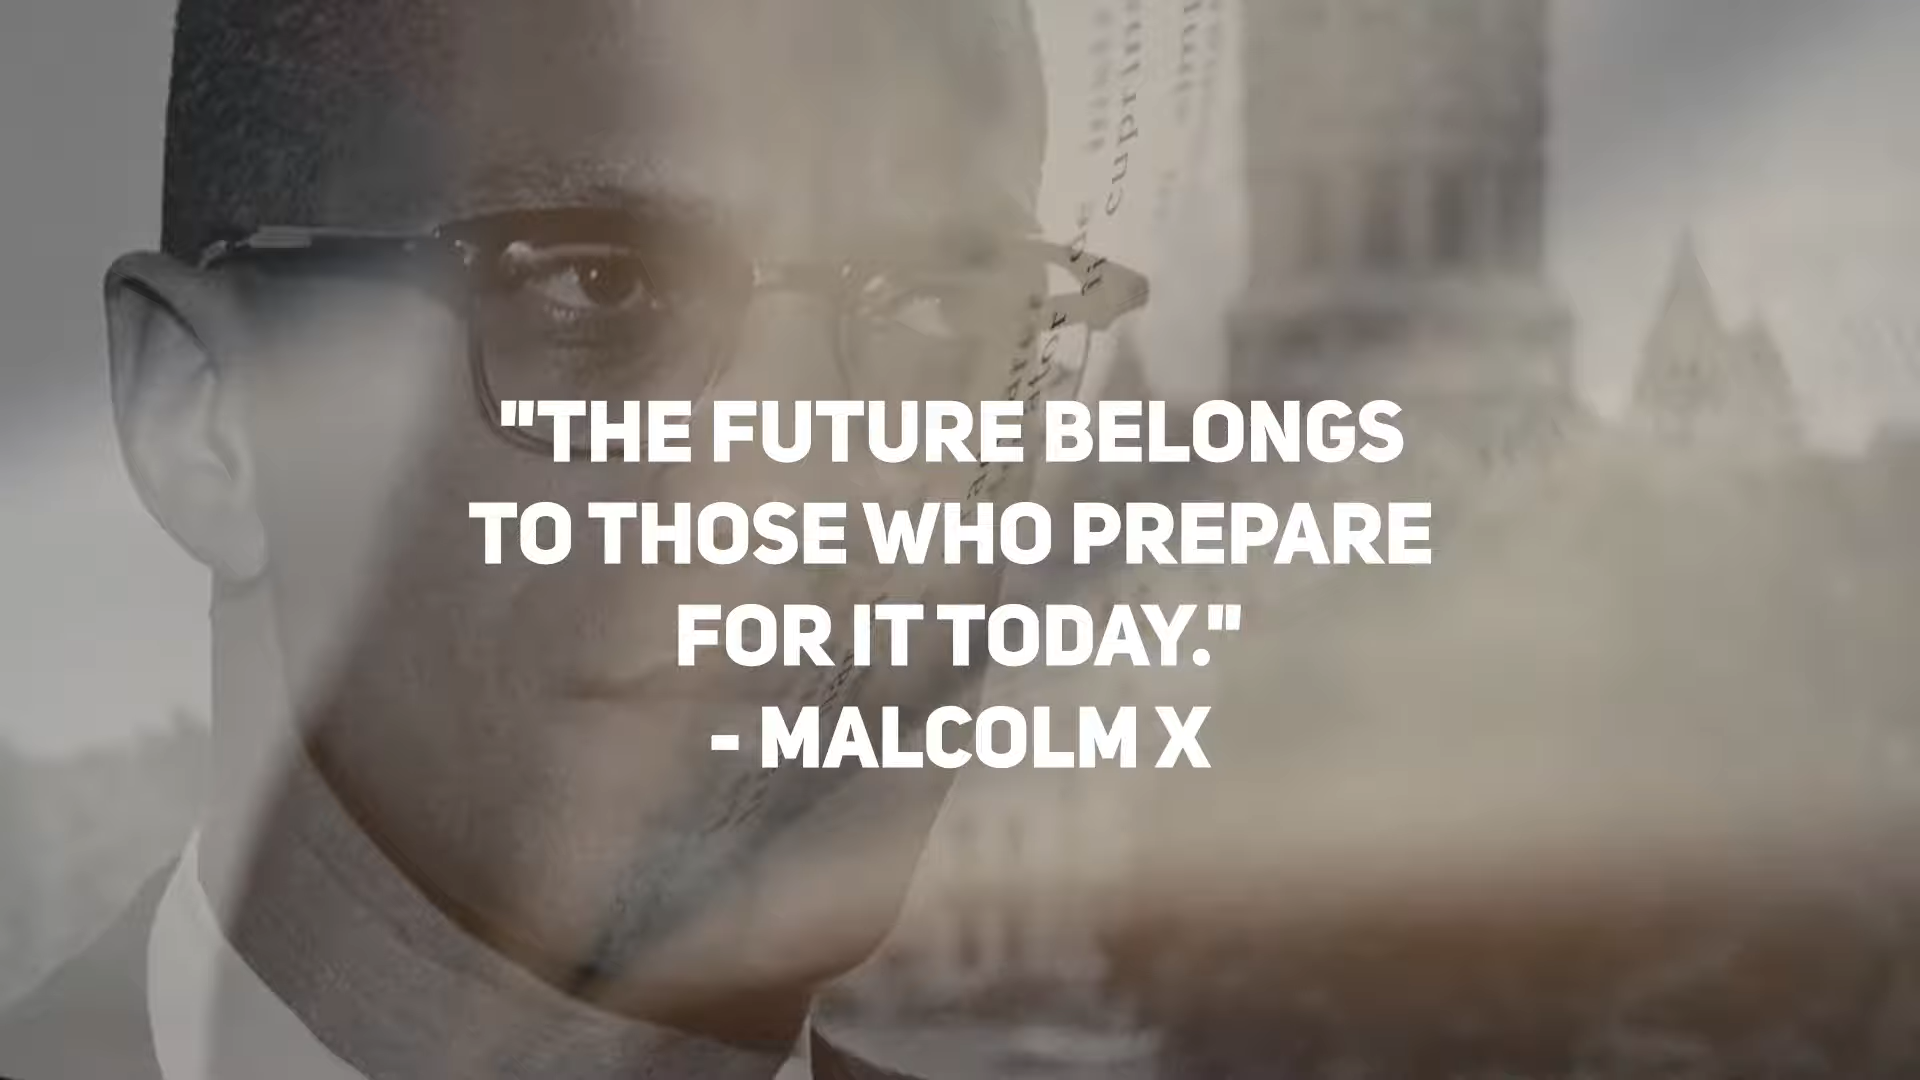 "THE FUTURE BELONGS
TO THOSE WHO PREPARE
FOR IT TODAY."
- MALCOLM X